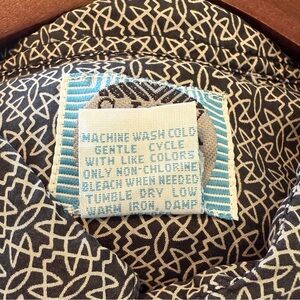 MACHINE WASH COLD
GENTLE CYCLE
WITH LIKE COLORS
ONLY NON-CHLORINE
BLEACH WHEN NEEDED
TUMBLE DRY LOW
WARM IRON, DAMP